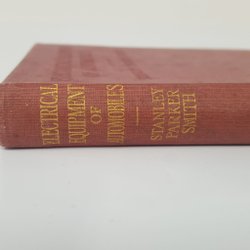 ELECTRICAL
EQUIPMENT
OF
AUTOMOBILES
STANLEY
PARKER
SMITH